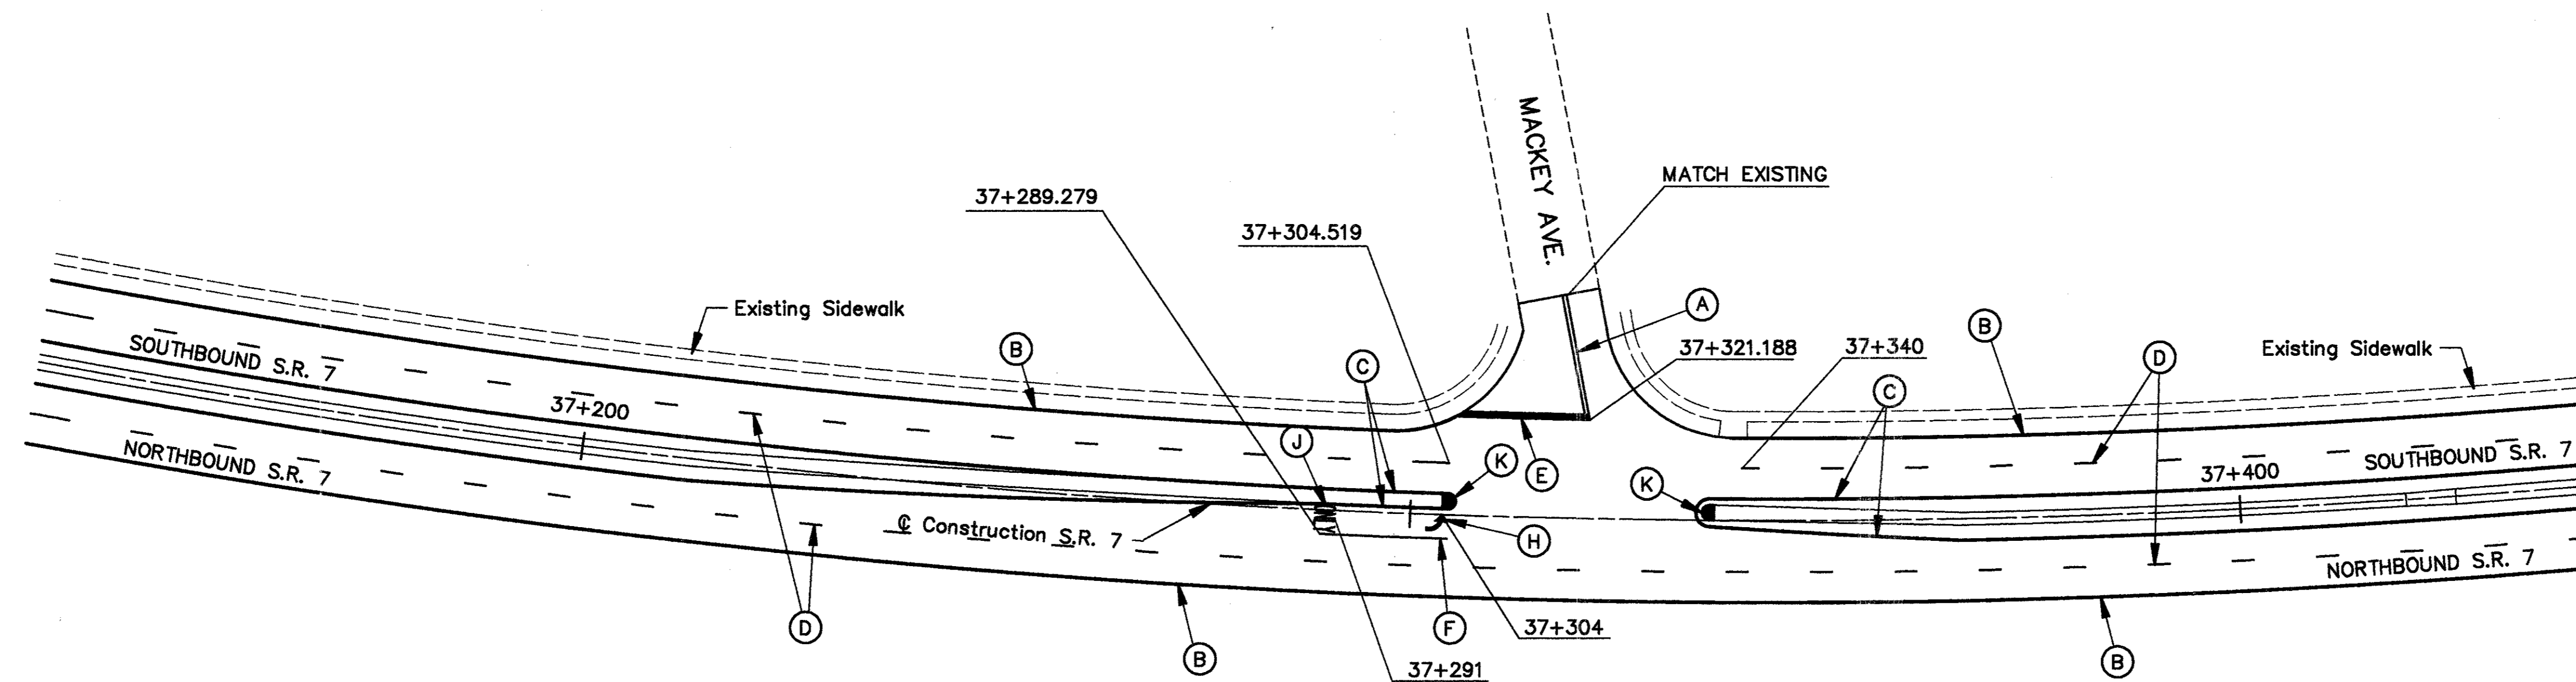 MACKEY AVE.
MATCH EXISTING
37+289.279
37+304.519
A
Existing Sidewalk
B
B
37+321.188
37+340
Existing Sidewalk
SOUTHBOUND S.R. 7
C
D
C
37+200
J
K
E
K
37+400
SOUTHBOUND S.R. 7
NORTHBOUND S.R. 7
℄ Construction S.R. 7
H
NORTHBOUND S.R. 7
D
F
37+304
B
37+291
B